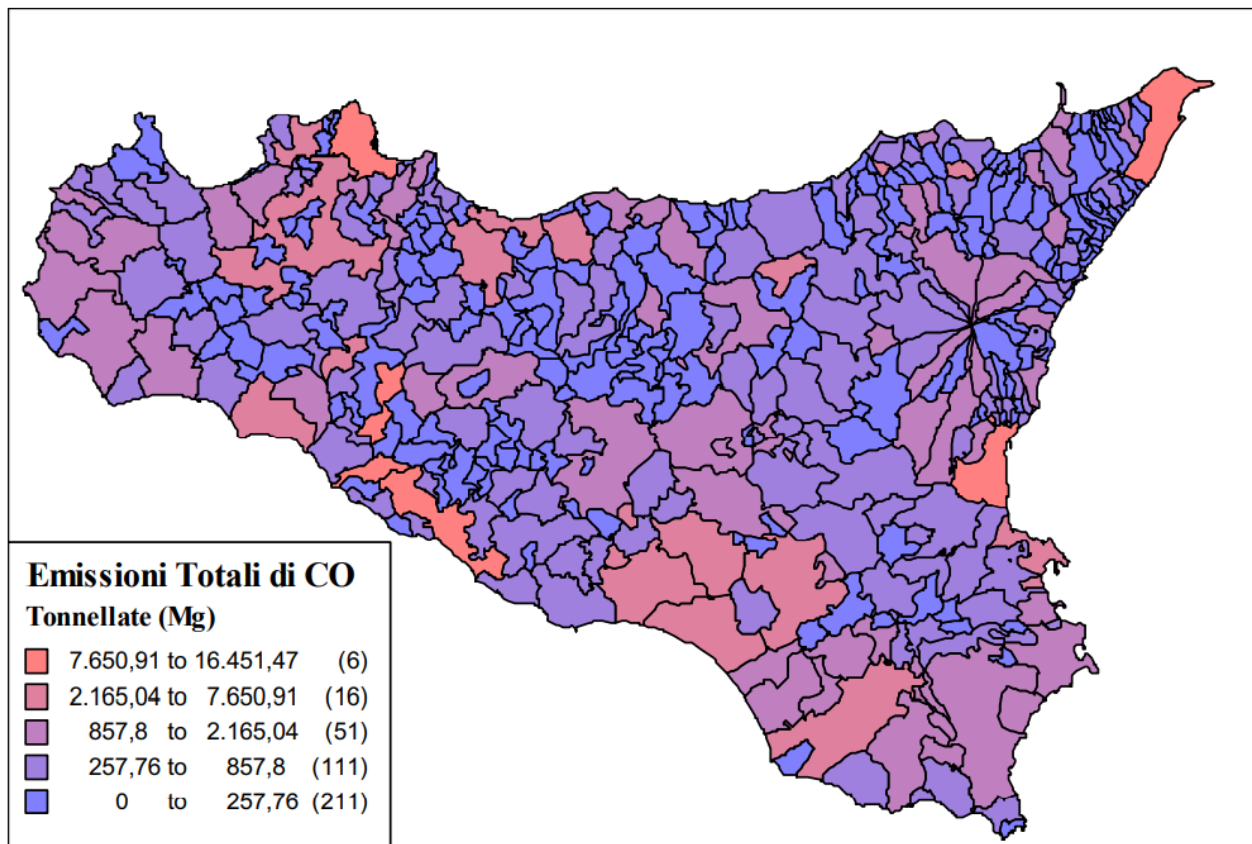 Emissioni Totali di CO
Tonnellate (Mg)
7.650,91 to 16.451,47 (6)
2.165,04 to 7.650,91 (16)
857,8 to 2.165,04 (51)
257,76 to 857,8 (111)
0 to 257,76 (211)